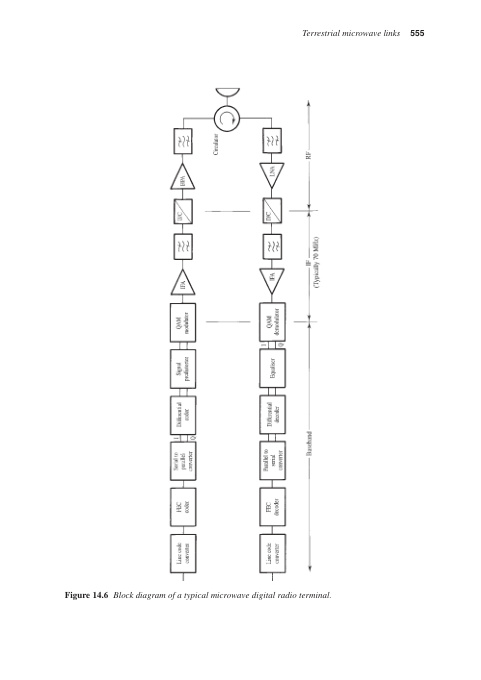 Terrestrial microwave links 555
Circulator
HPA
LNA
RF
U/C
D/C
IFA
IFA
IF
(Typically 70 MHz)
QAM
modulator
QAM
demodulator
I
Q
Signal
predistorter
Equaliser
Differential
coder
Differential
decoder
I
Q
Serial to
parallel
converter
Parallel to
serial
converter
Baseband
FEC
coder
FEC
decoder
Line code
converter
Line code
converter
Figure 14.6 Block diagram of a typical microwave digital radio terminal.